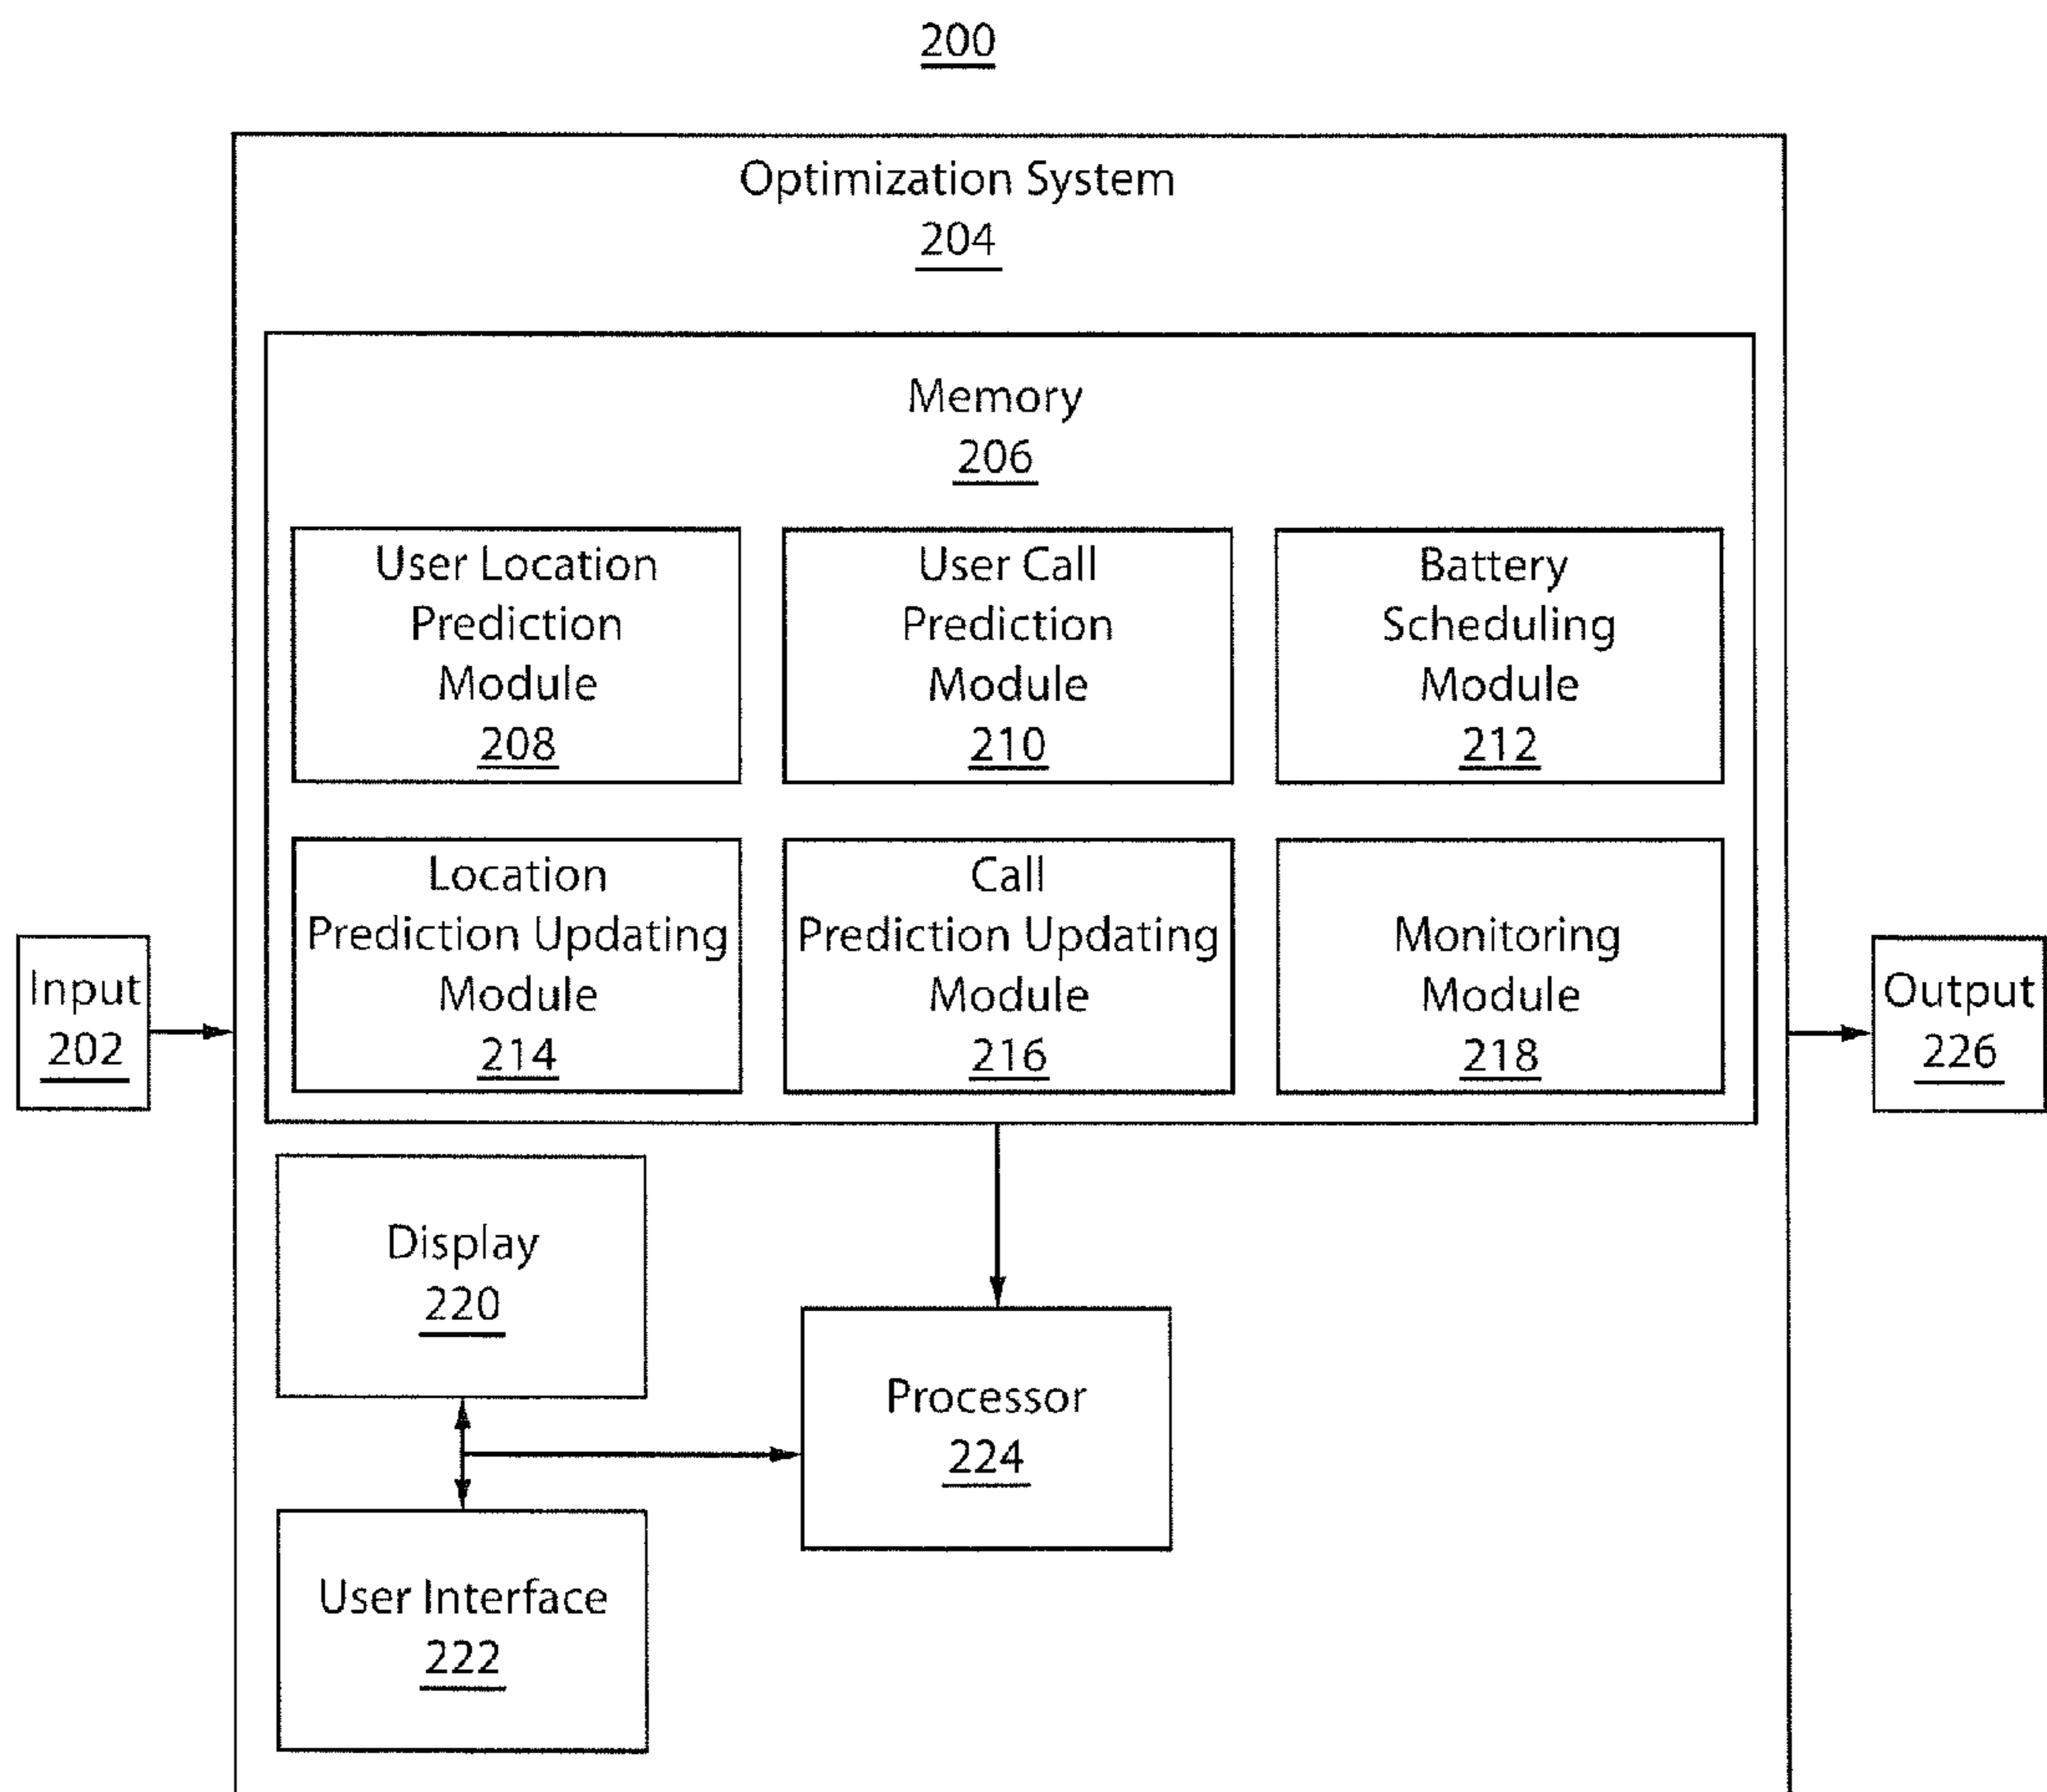 200
Optimization System
204
Memory
206
User Location
Prediction
Module
208
User Call
Prediction
Module
210
Battery
Scheduling
Module
212
Location
Prediction Updating
Module
214
Call
Prediction Updating
Module
216
Monitoring
Module
218
Input
202
Output
226
Display
220
Processor
224
User Interface
222